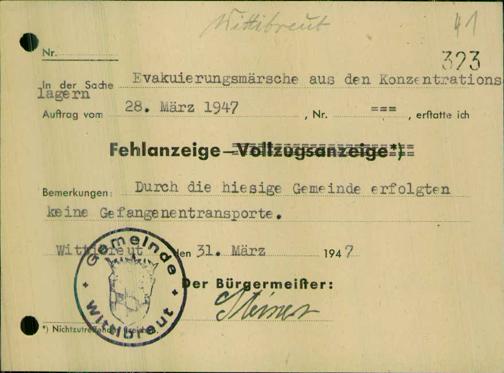 Wittibreut
41
323
Nr.
In der Sache Evakuierungsmärsche aus den Konzentrations
lagern
Auftrag vom 28. März 1947, Nr. ===, erstatte ich
Fehlanzeige – Vollzugsanzeige*)
Bemerkungen: Durch die hiesige Gemeinde erfolgten
keine Gefangenentransporte.
Wittibreut, den 31. März 1947
Der Bürgermeister:
Steiner
Gemeinde
Wittibreut
*) Nichtzutreffendes streichen.